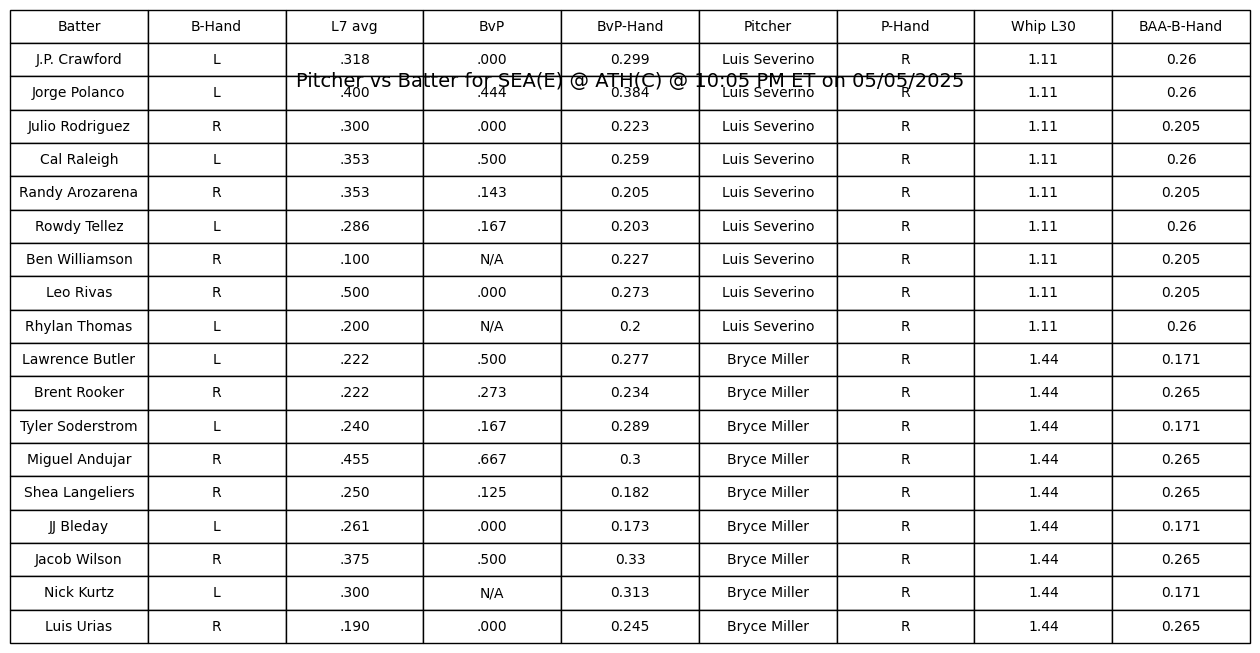 Batter B-Hand L7 avg BvP BvP-Hand Pitcher P-Hand Whip L30 BAA-B-Hand
J.P. Crawford L .318 .000 0.299 Luis Severino R 1.11 0.26
Pitcher vs Batter for SEA(E) @ ATH(C) @ 10:05 PM ET on 05/05/2025
Jorge Polanco L .400 .444 0.384 Luis Severino R 1.11 0.26
Julio Rodriguez R .300 .000 0.223 Luis Severino R 1.11 0.205
Cal Raleigh L .353 .500 0.259 Luis Severino R 1.11 0.26
Randy Arozarena R .353 .143 0.205 Luis Severino R 1.11 0.205
Rowdy Tellez L .286 .167 0.203 Luis Severino R 1.11 0.26
Ben Williamson R .100 N/A 0.227 Luis Severino R 1.11 0.205
Leo Rivas R .500 .000 0.273 Luis Severino R 1.11 0.205
Rhylan Thomas L .200 N/A 0.2 Luis Severino R 1.11 0.26
Lawrence Butler L .222 .500 0.277 Bryce Miller R 1.44 0.171
Brent Rooker R .222 .273 0.234 Bryce Miller R 1.44 0.265
Tyler Soderstrom L .240 .167 0.289 Bryce Miller R 1.44 0.171
Miguel Andujar R .455 .667 0.3 Bryce Miller R 1.44 0.265
Shea Langeliers R .250 .125 0.182 Bryce Miller R 1.44 0.265
JJ Bleday L .261 .000 0.173 Bryce Miller R 1.44 0.171
Jacob Wilson R .375 .500 0.33 Bryce Miller R 1.44 0.265
Nick Kurtz L .300 N/A 0.313 Bryce Miller R 1.44 0.171
Luis Urias R .190 .000 0.245 Bryce Miller R 1.44 0.265